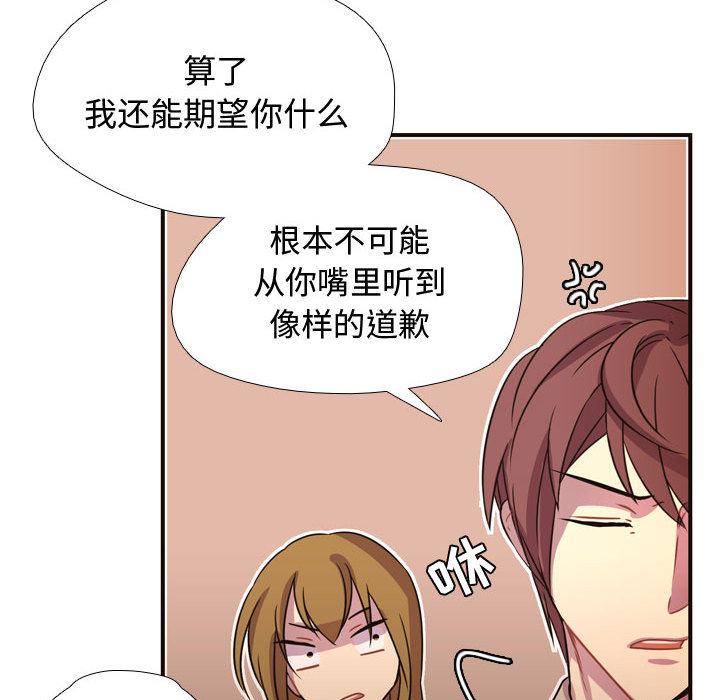 算了
我还能期望你什么
根本不可能
从你嘴里听到
像样的道歉
咻